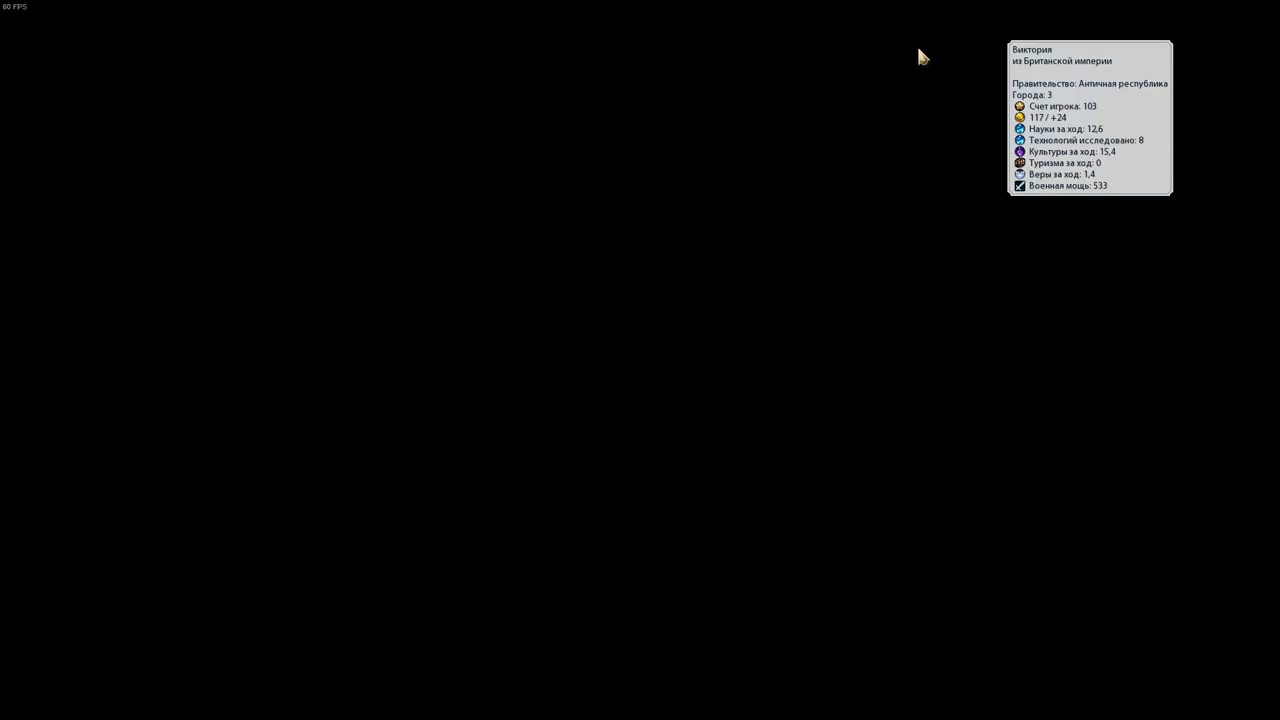 60 FPS
Виктория
из Британской империи
Правительство: Античная республика
Города: 3
Счет игрока: 103
117 / +24
Науки за ход: 12,6
Технологий исследовано: 8
Культуры за ход: 15,4
Туризма за ход: 0
Веры за ход: 1,4
Военная мощь: 533